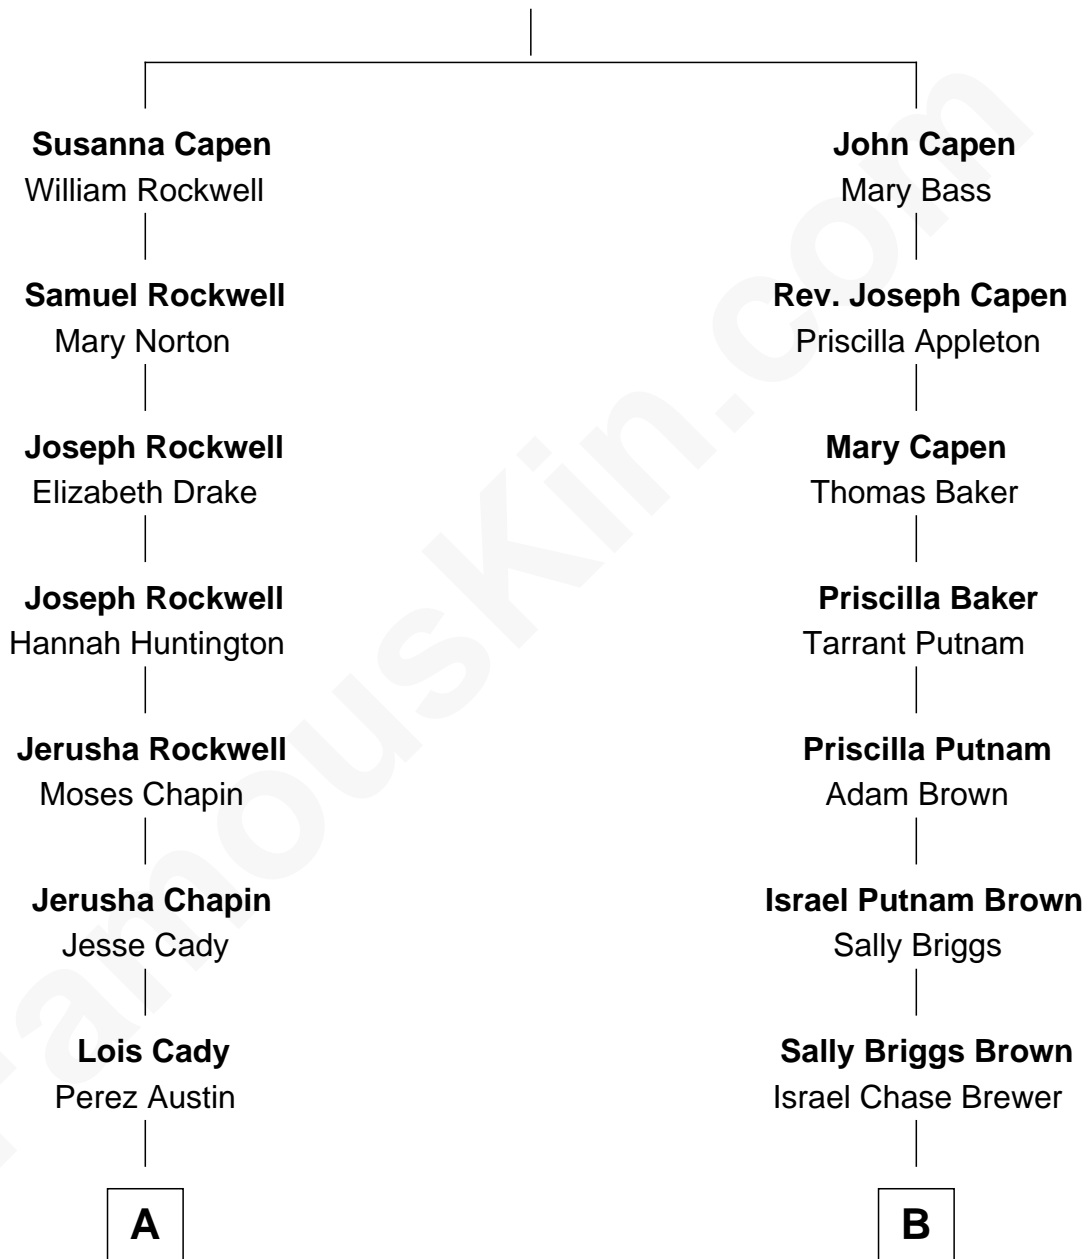 Susanna Capen
William Rockwell
Samuel Rockwell
Mary Norton
Joseph Rockwell
Elizabeth Drake
Joseph Rockwell
Hannah Huntington
Jerusha Rockwell
Moses Chapin
Jerusha Chapin
Jesse Cady
Lois Cady
Perez Austin
A
John Capen
Mary Bass
Rev. Joseph Capen
Priscilla Appleton
Mary Capen
Thomas Baker
Priscilla Baker
Tarrant Putnam
Priscilla Putnam
Adam Brown
Israel Putnam Brown
Sally Briggs
Sally Briggs Brown
Israel Chase Brewer
B
FamousKin.com